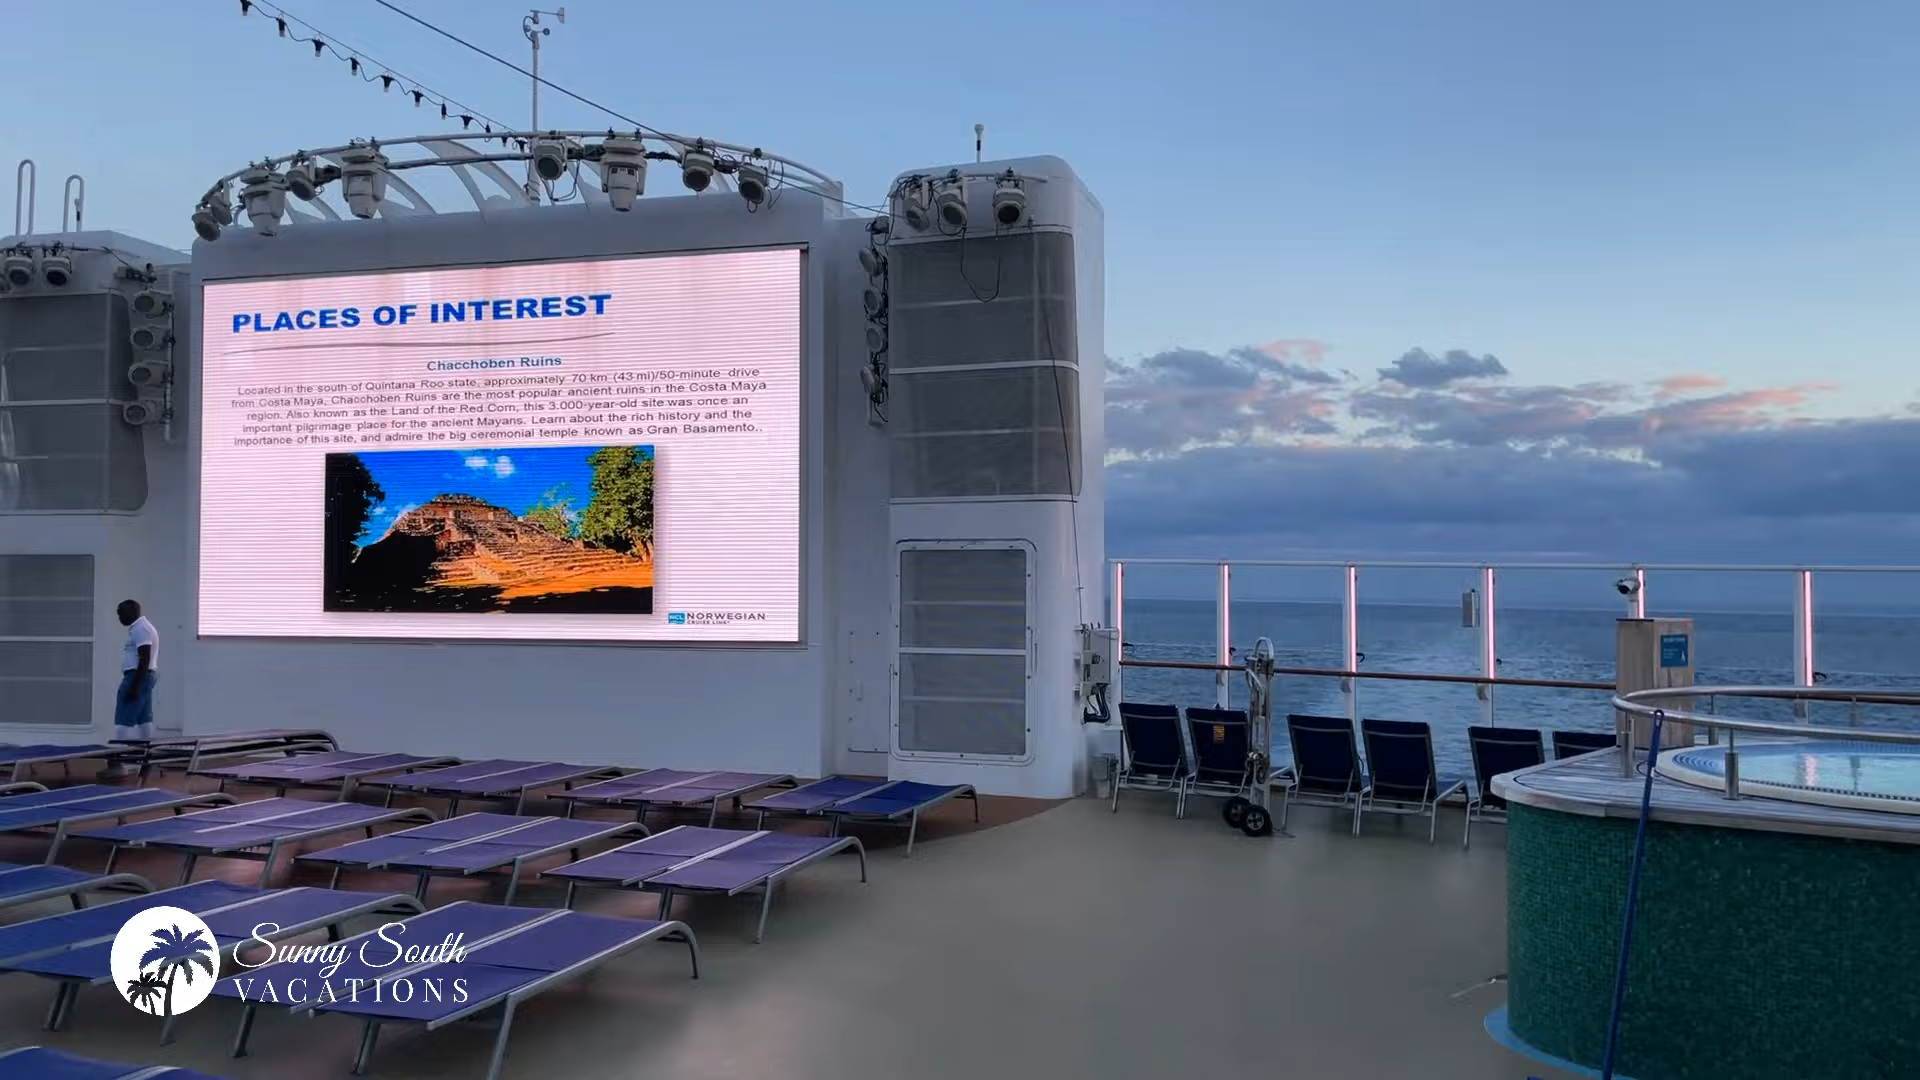 PLACES OF INTEREST
Chacchoben Ruins
Located in the south of Quintana Roo state, approximately 70 km (43 mi)/50-minute drive
from Costa Maya, Chacchoben Ruins are the most popular ancient ruins in the Costa Maya
region. Also known as the Land of the Red Corn, this 3.000-year-old site was once an
important pilgrimage place for the ancient Mayans. Learn about the rich history and the
importance of this site, and admire the big ceremonial temple known as Gran Basamento..
NCL NORWEGIAN
CRUISE LINE
Sunny South
VACATIONS